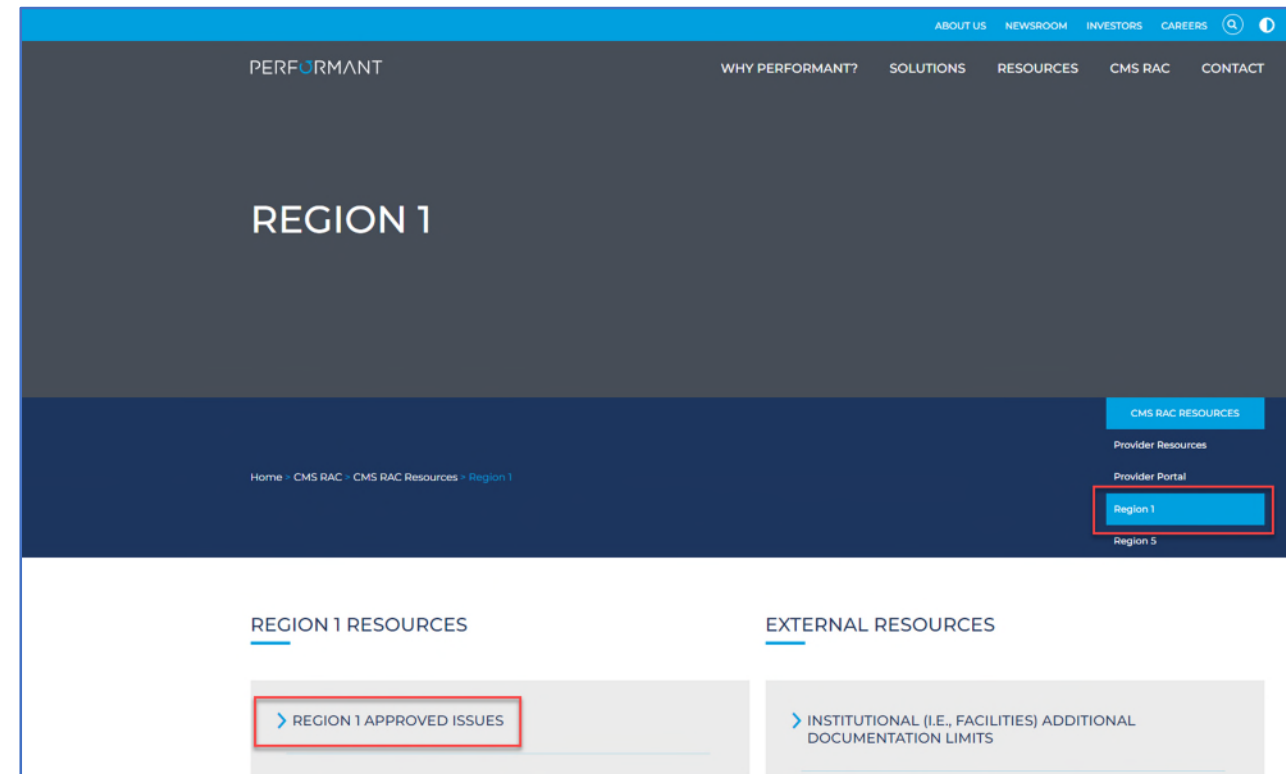 ABOUT US NEWSROOM INVESTORS CAREERS
PERFORMANT
WHY PERFORMANT? SOLUTIONS RESOURCES CMS RAC CONTACT
REGION 1
CMS RAC RESOURCES
Provider Resources
Home > CMS RAC > CMS RAC Resources > Region 1
Provider Portal
Region 1
Region 5
REGION 1 RESOURCES
EXTERNAL RESOURCES
REGION 1 APPROVED ISSUES
INSTITUTIONAL (I.E., FACILITIES) ADDITIONAL
DOCUMENTATION LIMITS